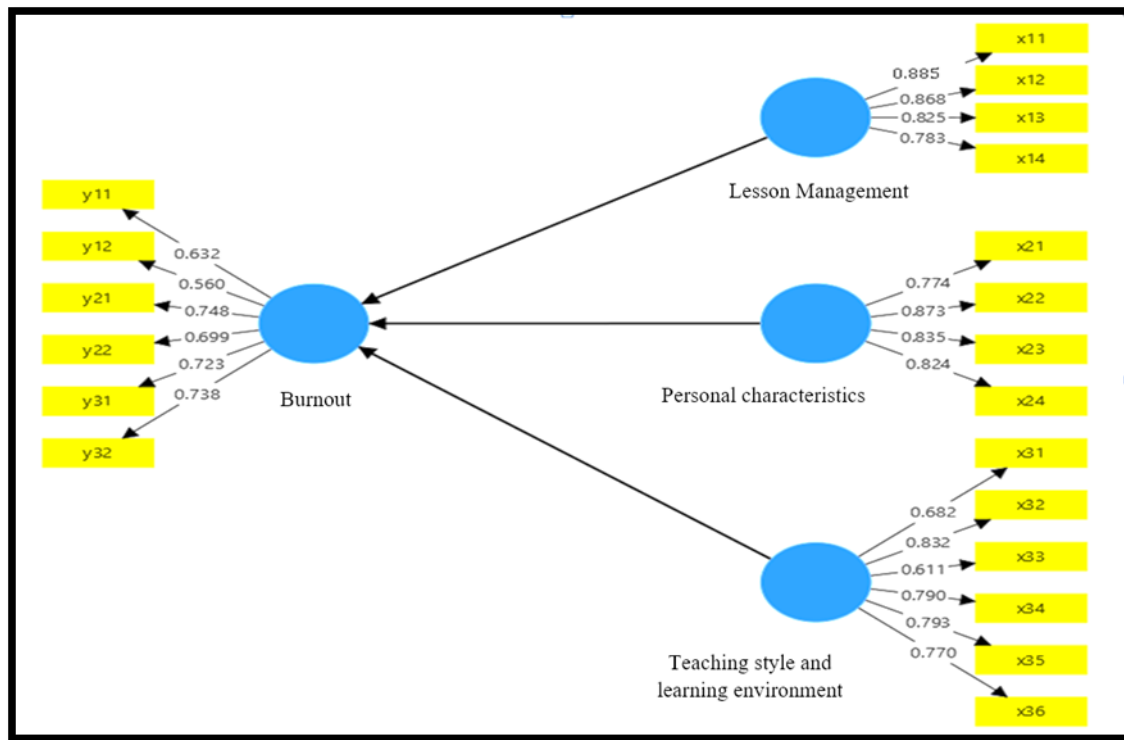 y11
y12
y21
y22
y31
y32
0.632
0.560
0.748
0.699
0.723
0.738
Burnout
0.885
0.868
0.825
0.783
x11
x12
x13
x14
Lesson Management
0.774
0.873
0.835
0.824
x21
x22
x23
x24
Personal characteristics
0.682
0.832
0.611
0.790
0.793
0.770
x31
x32
x33
x34
x35
x36
Teaching style and
learning environment